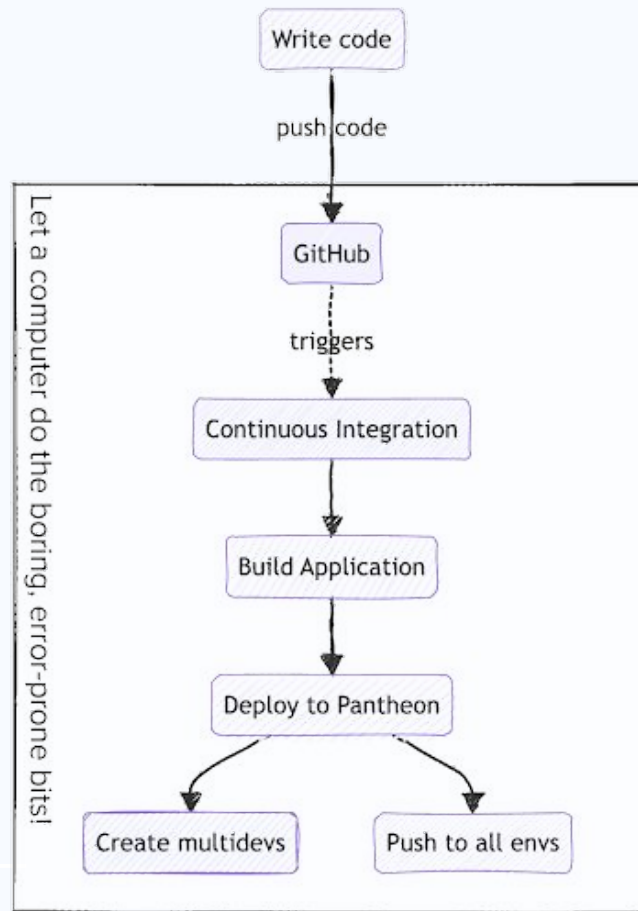 Write code
push code
Let a computer do the boring, error-prone bits!
GitHub
triggers
Continuous Integration
Build Application
Deploy to Pantheon
Create multidevs
Push to all envs